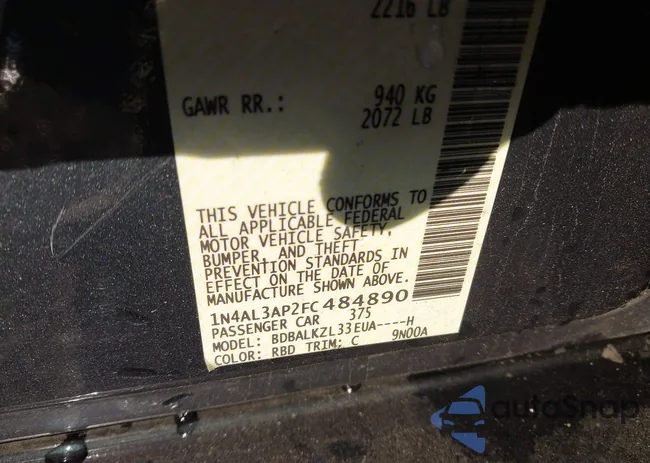 2216 LB
GAWR RR.: 940 KG
2072 LB
THIS VEHICLE CONFORMS TO
ALL APPLICABLE FEDERAL
MOTOR VEHICLE SAFETY,
BUMPER, AND THEFT
PREVENTION STANDARDS IN
EFFECT ON THE DATE OF
MANUFACTURE SHOWN ABOVE.
1N4AL3AP2FC484890
PASSENGER CAR 375
MODEL: BDBALKZL33EUA----H
COLOR: RBD TRIM; C 9N00A
autoSnap